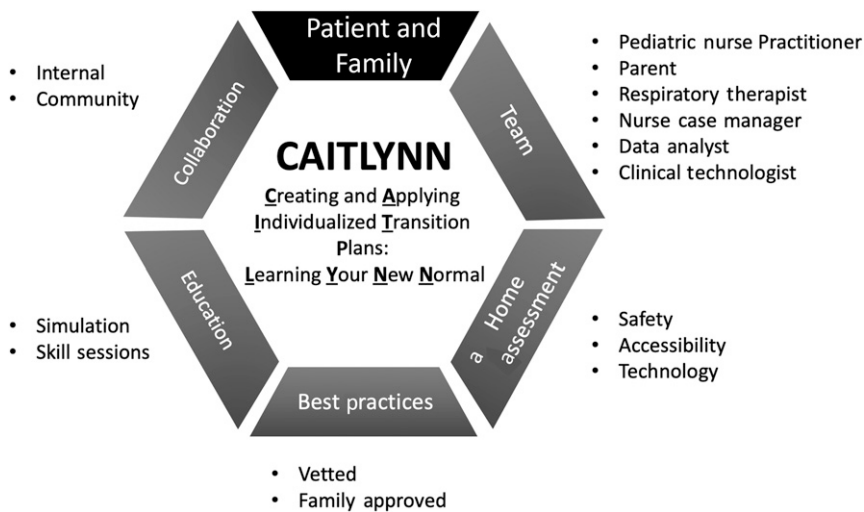 Patient and
Family
• Internal
• Community
Collaboration
Team
• Pediatric nurse Practitioner
• Parent
• Respiratory therapist
• Nurse case manager
• Data analyst
• Clinical technologist
CAITLYNN
Creating and Applying
Individualized Transition
Plans:
Learning Your New Normal
Education
• Simulation
• Skill sessions
a Home
assessment
• Safety
• Accessibility
• Technology
Best practices
• Vetted
• Family approved